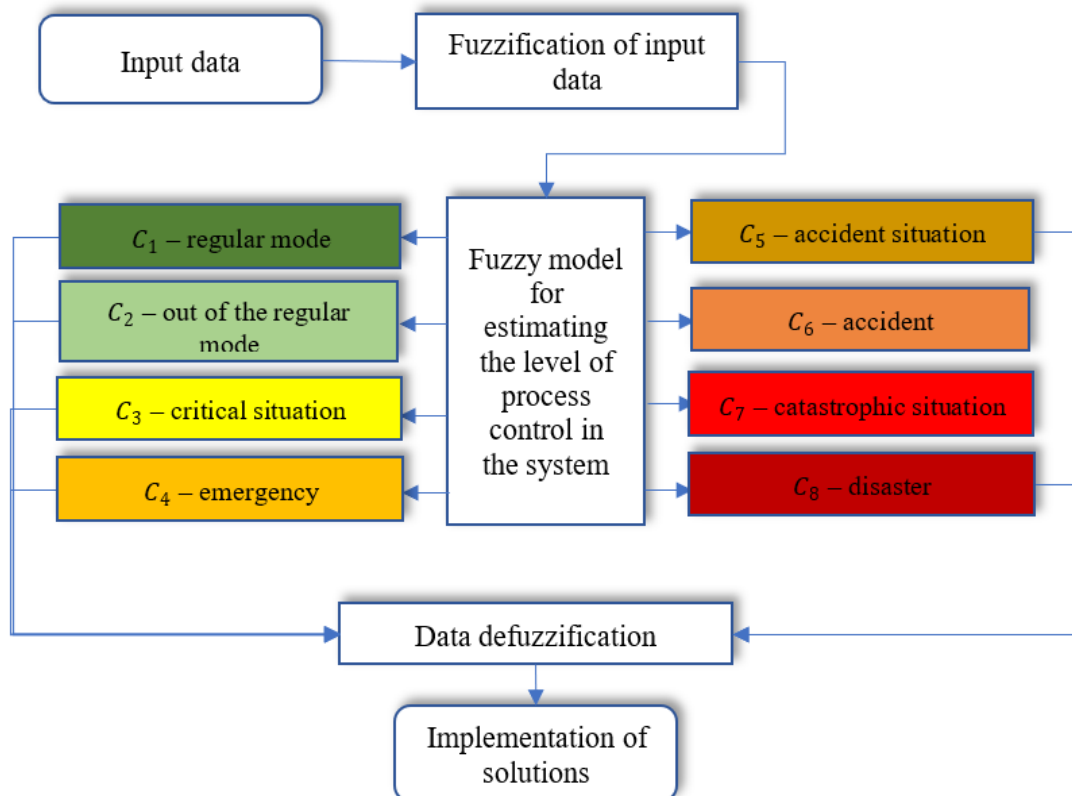 Input data
Fuzzification of input
data
C₁ – regular mode
C₂ – out of the regular
mode
C₃ – critical situation
C₄ – emergency
Fuzzy model
for
estimating
the level of
process
control in
the system
C₅ – accident situation
C₆ – accident
C₇ – catastrophic situation
C₈ – disaster
Data defuzzification
Implementation of
solutions